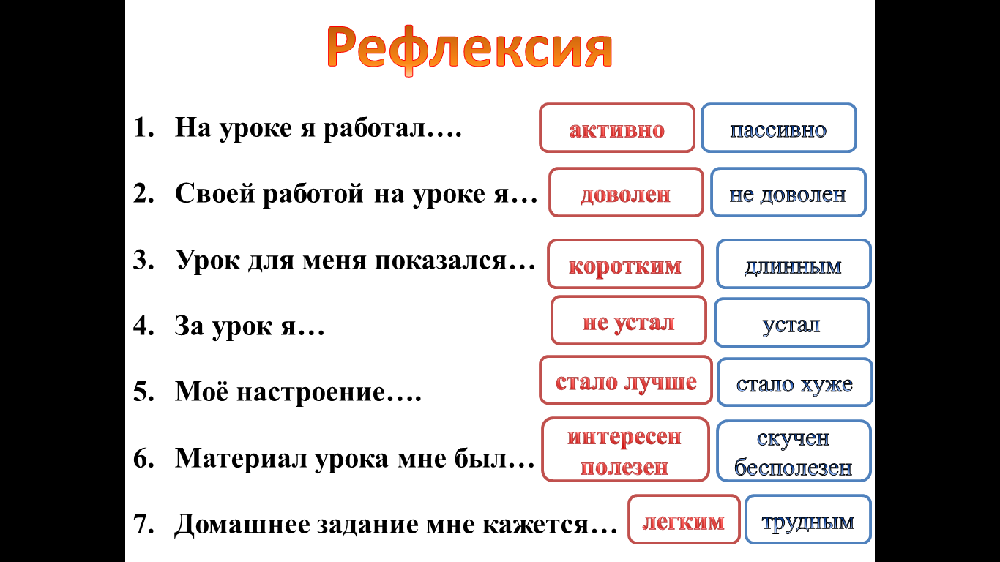 Рефлексия
1. На уроке я работал…. активно пассивно
2. Своей работой на уроке я… доволен не доволен
3. Урок для меня показался… коротким длинным
4. За урок я… не устал устал
5. Моё настроение…. стало лучше стало хуже
6. Материал урока мне был… интересен полезен скучен бесполезен
7. Домашнее задание мне кажется… легким трудным